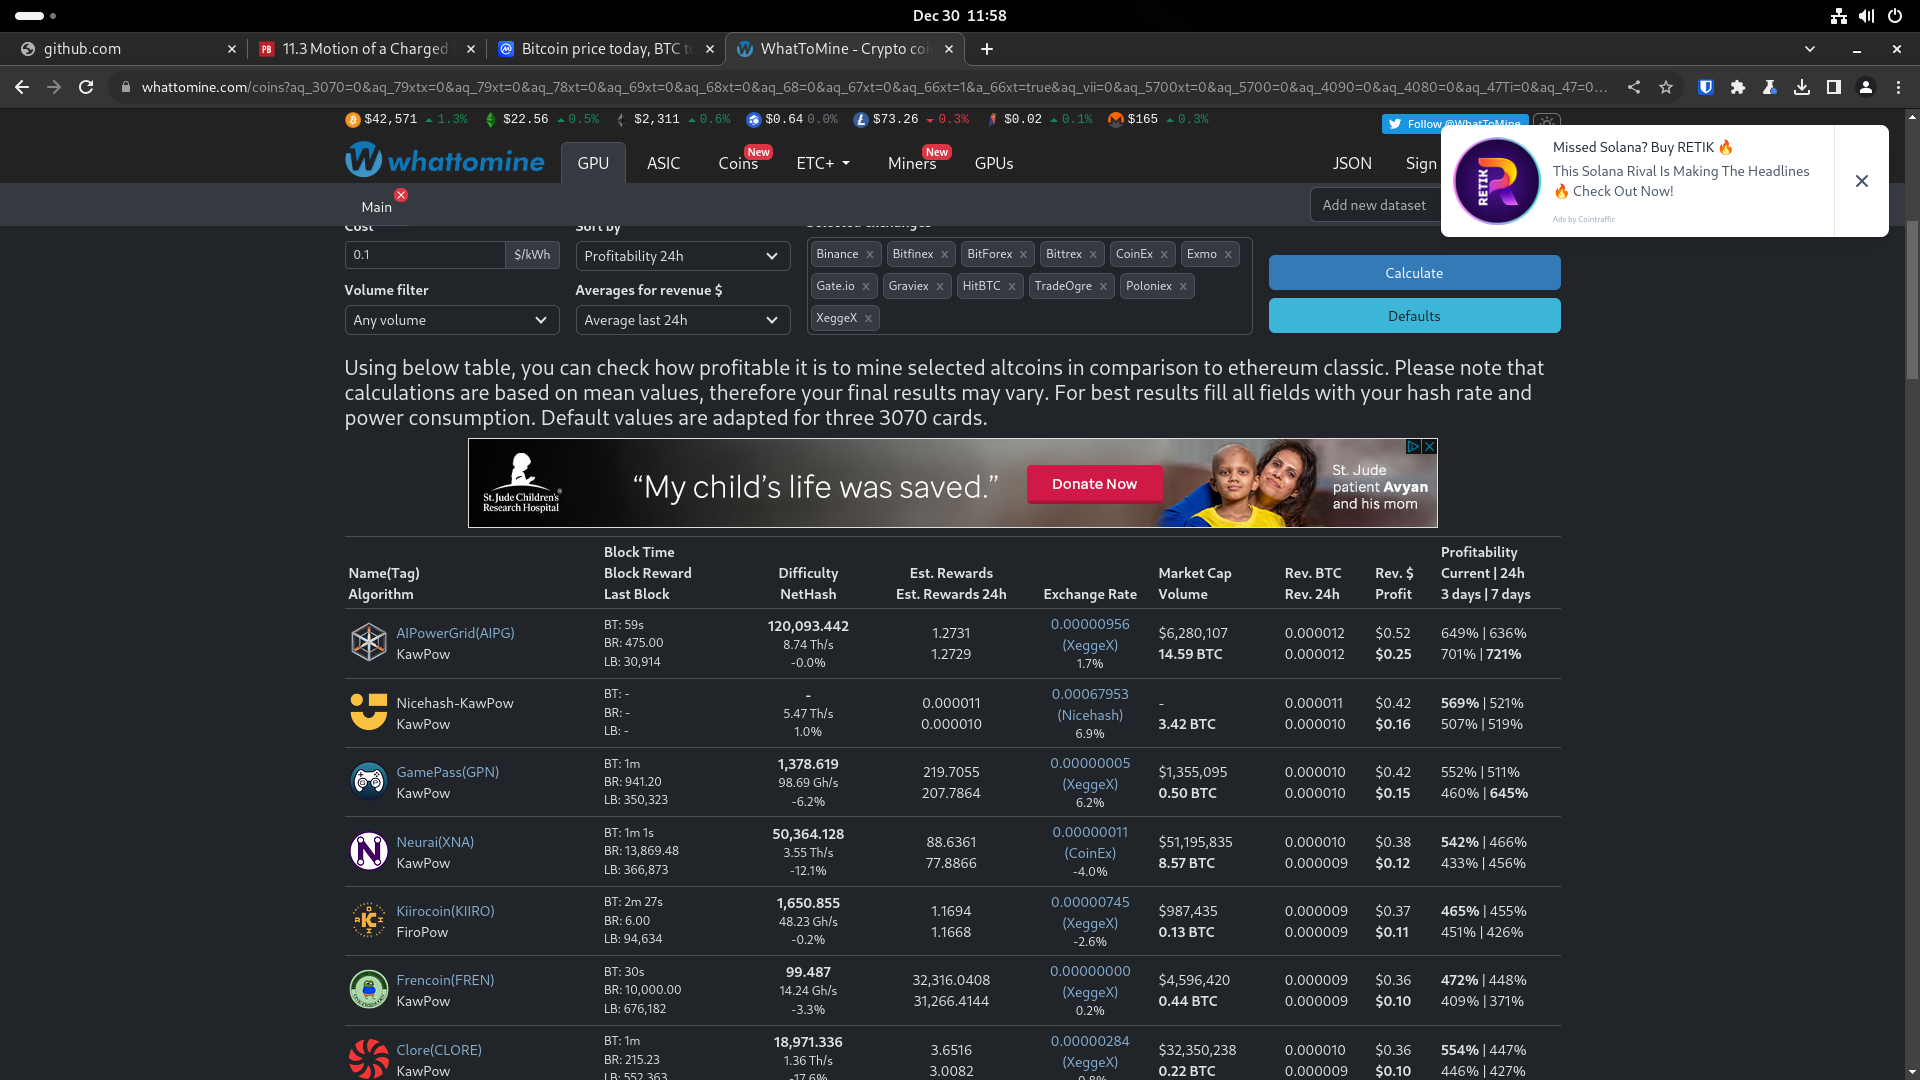 Dec 30 11:58
github.com
11.3 Motion of a Charged
Bitcoin price today, BTC to
WhatToMine - Crypto coi
whattomine.com/coins?aq_3070=0&aq_79xtx=0&aq_79xt=0&aq_78xt=0&aq_69xt=0&aq_68xt=0&aq_68=0&aq_67xt=0&aq_66xt=1&a_66xt=true&aq_vii=0&aq_5700xt=0&aq_5700=0&aq_4090=0&aq_4080=0&aq_47Ti=0&aq_47=0...
$42,571 1.3% $22.56 0.5% $2,311 0.6% $0.64 0.0% $73.26 0.3% $0.02 0.1% $165 0.3%
Follow @WhatToMine
whattomine
GPU
ASIC
Coins
New
ETC+
Miners
New
GPUs
JSON
Sign
Missed Solana? Buy RETIK 🔥
This Solana Rival Is Making The Headlines
🔥 Check Out Now!
Ads by Cointraffic
RETIK
Main
Add new dataset
Cost
Sort by
Selected exchanges
0.1 $/kWh
Profitability 24h
Volume filter
Averages for revenue $
Any volume
Average last 24h
Binance x Bitfinex x BitForex x Bittrex x CoinEx x Exmo x
Gate.io x Graviex x HitBTC x TradeOgre x Poloniex x
XeggeX x
Calculate
Defaults
Using below table, you can check how profitable it is to mine selected altcoins in comparison to ethereum classic. Please note that
calculations are based on mean values, therefore your final results may vary. For best results fill all fields with your hash rate and
power consumption. Default values are adapted for three 3070 cards.
St. Jude Children's
Research Hospital
“My child’s life was saved.”
Donate Now
St. Jude
patient Avyan
and his mom
Name(Tag)
Algorithm
Block Time
Block Reward
Last Block
Difficulty
NetHash
Est. Rewards
Est. Rewards 24h
Exchange Rate
Market Cap
Volume
Rev. BTC
Rev. 24h
Rev. $
Profit
Profitability
Current | 24h
3 days | 7 days
AIPowerGrid(AIPG)
KawPow
BT: 59s
BR: 475.00
LB: 30,914
120,093.442
8.74 Th/s
-0.0%
1.2731
1.2729
0.00000956
(XeggeX)
1.7%
$6,280,107
14.59 BTC
0.000012
0.000012
$0.52
$0.25
649% | 636%
701% | 721%
Nicehash-KawPow
KawPow
BT: -
BR: -
LB: -
-
5.47 Th/s
1.0%
0.000011
0.000010
0.00067953
(Nicehash)
6.9%
-
3.42 BTC
0.000011
0.000010
$0.42
$0.16
569% | 521%
507% | 519%
GamePass(GPN)
KawPow
BT: 1m
BR: 941.20
LB: 350,323
1,378.619
98.69 Gh/s
-6.2%
219.7055
207.7864
0.00000005
(XeggeX)
6.2%
$1,355,095
0.50 BTC
0.000010
0.000010
$0.42
$0.15
552% | 511%
460% | 645%
Neurai(XNA)
KawPow
BT: 1m 1s
BR: 13,869.48
LB: 366,873
50,364.128
3.55 Th/s
-12.1%
88.6361
77.8866
0.00000011
(CoinEx)
-4.0%
$51,195,835
8.57 BTC
0.000010
0.000009
$0.38
$0.12
542% | 466%
433% | 456%
Kiirocoin(KIIRO)
FiroPow
BT: 2m 27s
BR: 6.00
LB: 94,634
1,650.855
48.23 Gh/s
-0.2%
1.1694
1.1668
0.00000745
(XeggeX)
-2.6%
$987,435
0.13 BTC
0.000009
0.000009
$0.37
$0.11
465% | 455%
451% | 426%
Frencoin(FREN)
KawPow
BT: 30s
BR: 10,000.00
LB: 676,182
99.487
14.24 Gh/s
-3.3%
32,316.0408
31,266.4144
0.00000000
(XeggeX)
0.2%
$4,596,420
0.44 BTC
0.000009
0.000009
$0.36
$0.10
472% | 448%
409% | 371%
Clore(CLORE)
KawPow
BT: 1m
BR: 215.23
LB: 552,363
18,971.336
1.36 Th/s
-17.6%
3.6516
3.0082
0.00000284
(XeggeX)
$32,350,238
0.22 BTC
0.000010
0.000009
$0.36
$0.10
554% | 447%
446% | 427%